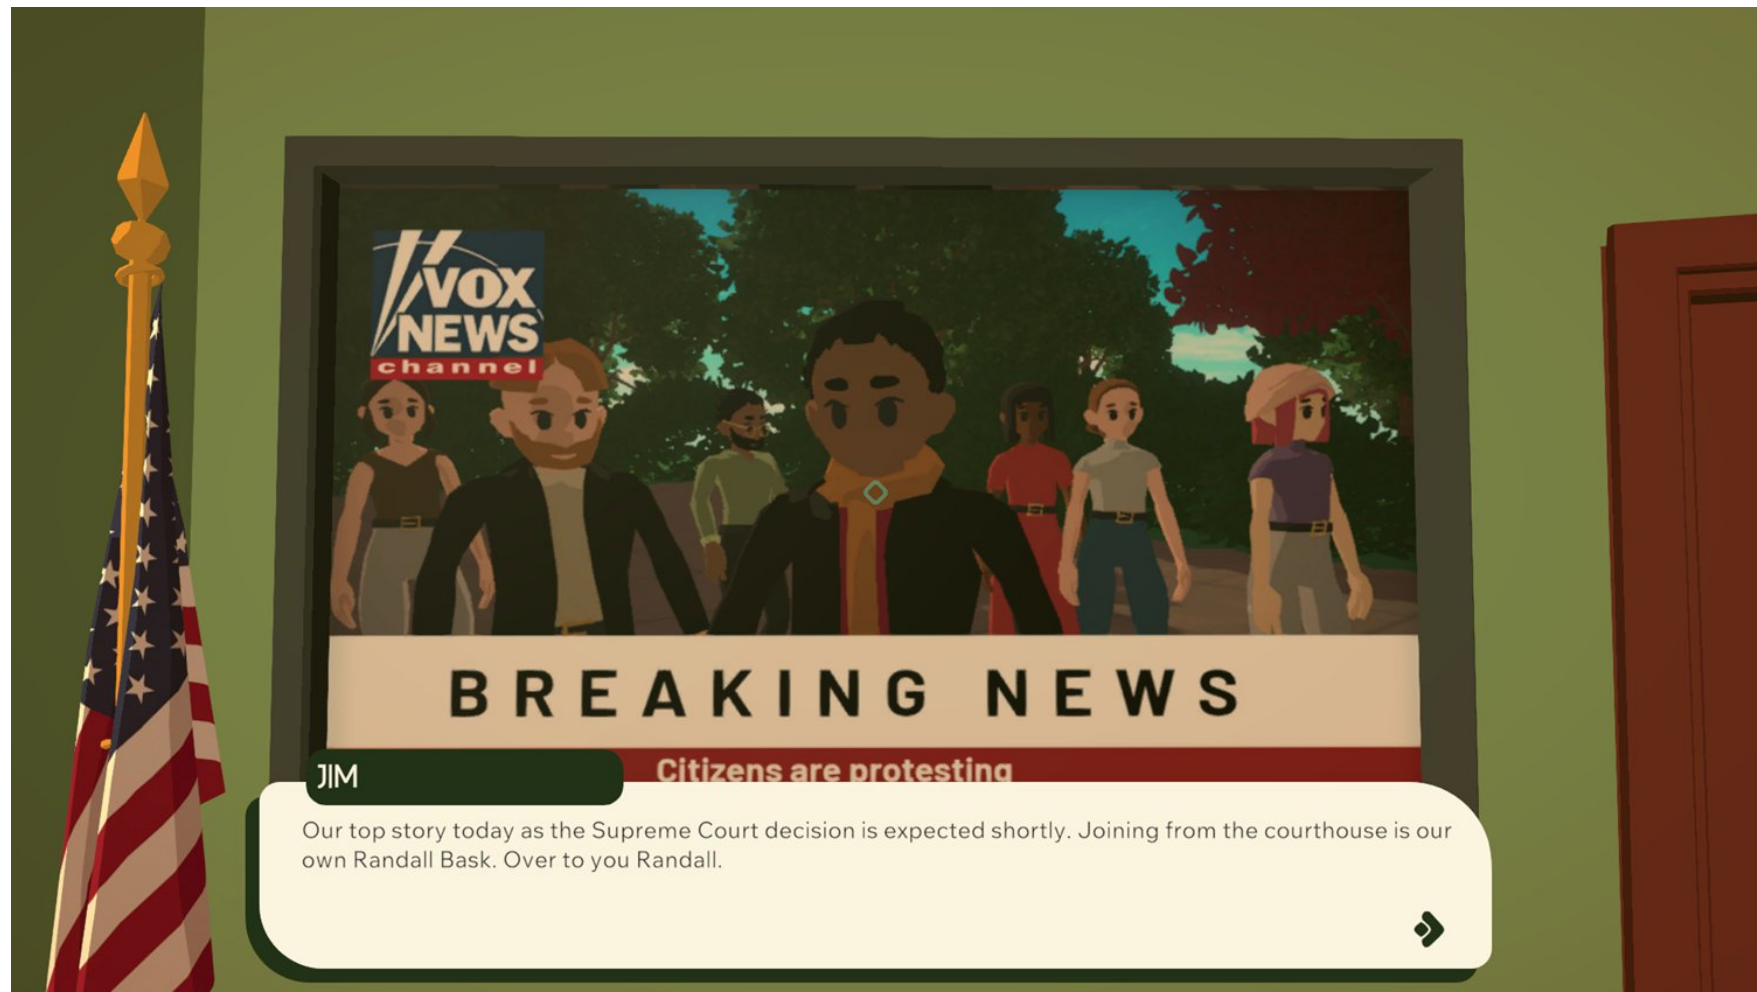 VOX
NEWS
channel
BREAKING NEWS
Citizens are protesting
JIM
Our top story today as the Supreme Court decision is expected shortly. Joining from the courthouse is our
own Randall Bask. Over to you Randall.